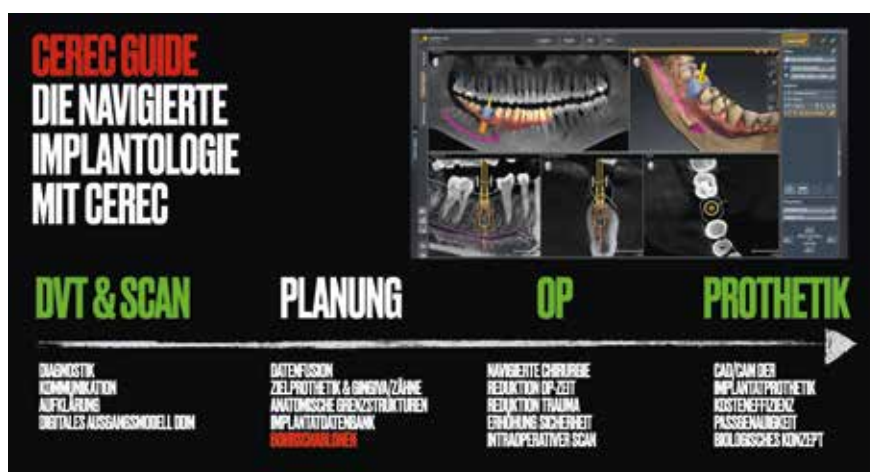 CEREC GUIDE
DIE NAVIGIERTE
IMPLANTOLOGIE
MIT CEREC
DVT & SCAN
PLANUNG
OP
PROTHETIK
DIAGNOSTIK
KOMMUNIKATION
AUFKLÄRUNG
DIGITALES AUSGANGSMODELL DDM
DATENFUSION
ZIELPROTHETIK & GINGIVA/ZÄHNE
ANATOMISCHE GRENZSTRUKTUREN
IMPLANTATDATENBANK
BOHRSCHABLONEN
NAVIGIERTE CHIRURGIE
REDUKTION OP-ZEIT
REDUKTION TRAUMA
ERHÖHUNG SICHERHEIT
INTRAOPERATIVER SCAN
CAD/CAM DER
IMPLANTATPROTHETIK
KOSTENEFFIZIENZ
PASSGENAUIGKEIT
BIOLOGISCHES KONZEPT